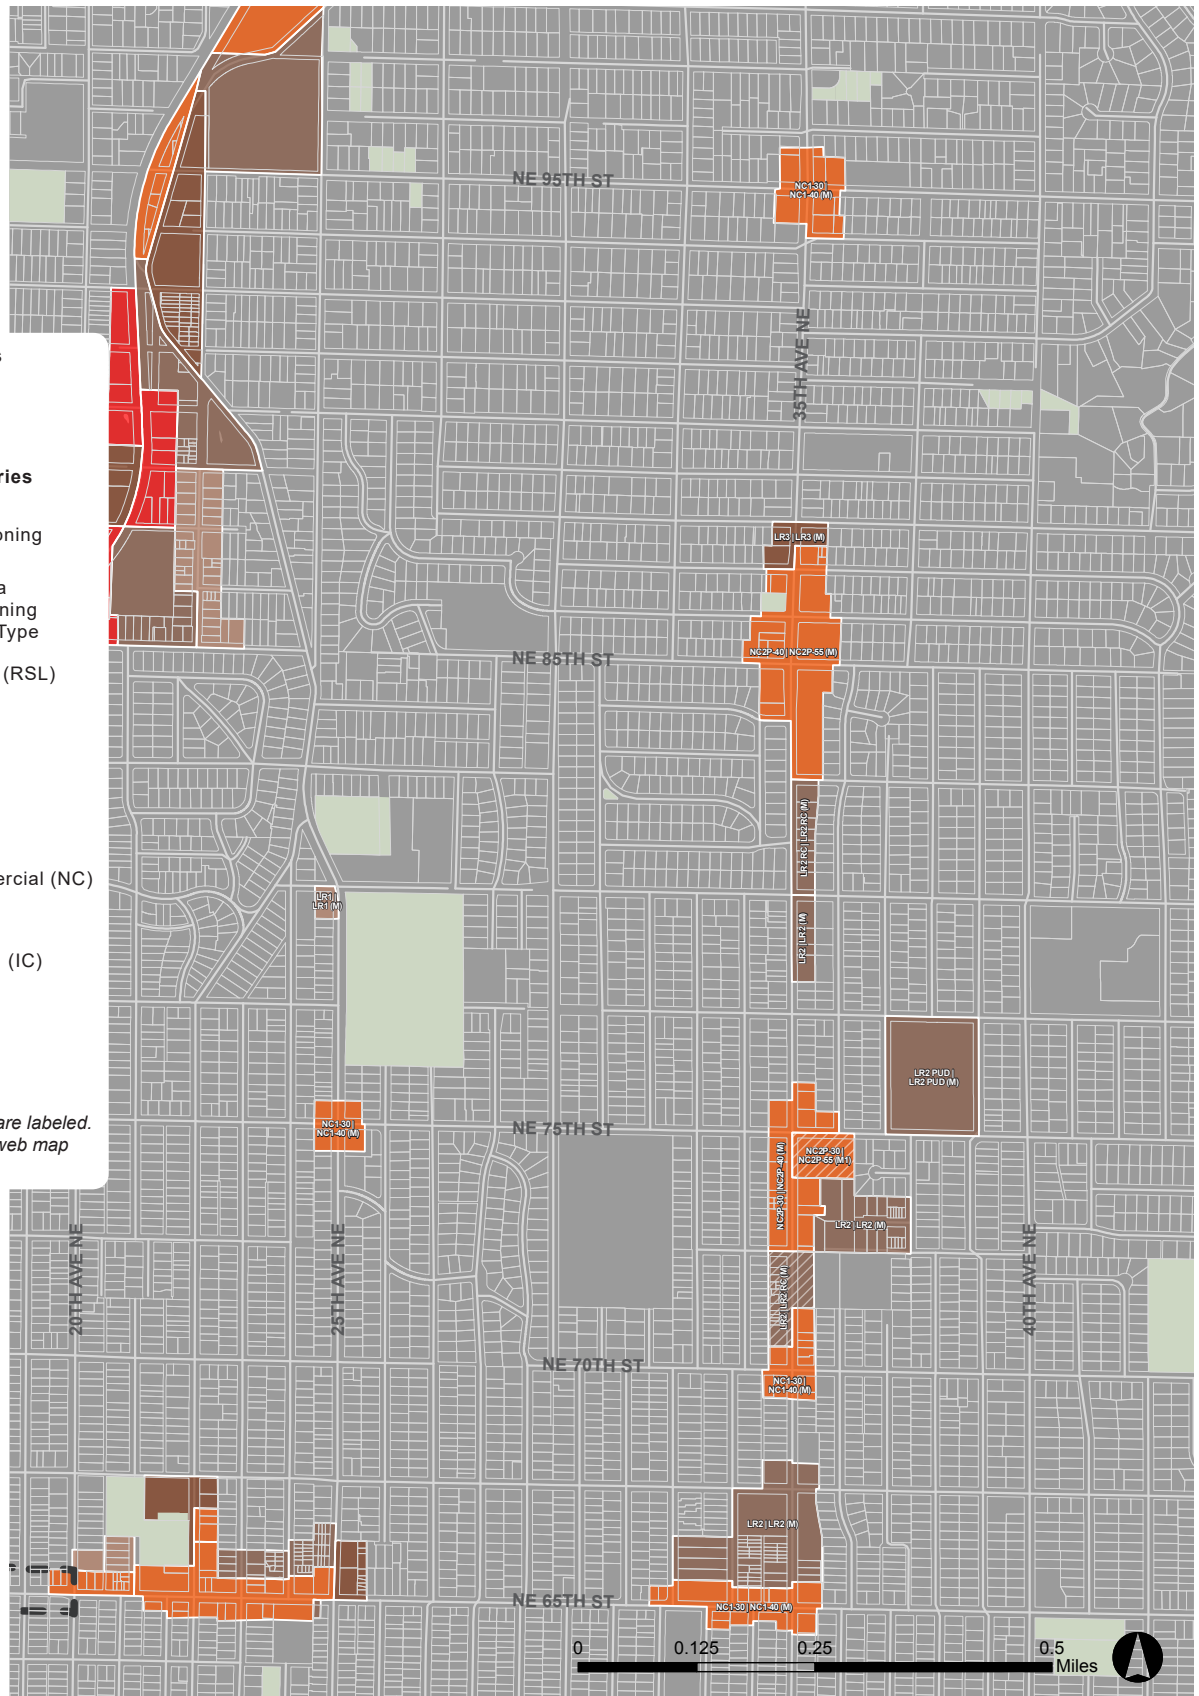 NE 95TH ST
NC1-30 |
NC1-40 (M)
35TH AVE NE
s
ries
oning
a
ning
Type
(RSL)
ercial (NC)
(IC)
are labeled.
web map
LR3 | LR3 (M)
NE 85TH ST
NC2P-40 | NC2P-55 (M)
LR2 RC | LR2 RC (M)
LR1 |
LR1 (M)
LR2 | LR2 (M)
LR2 PUD |
LR2 PUD (M)
NC1-30 |
NC1-40 (M)
NE 75TH ST
NC2P-30 | NC2P-40 (M)
NC2P-30 |
NC2P-55 (M1)
LR2 | LR2 (M)
20TH AVE NE
25TH AVE NE
LR2 | LR2 RC (M)
40TH AVE NE
NE 70TH ST
NC1-30 |
NC1-40 (M)
LR2 | LR2 (M)
NE 65TH ST
NC1-30 | NC1-40 (M)
0 0.125 0.25 0.5
Miles